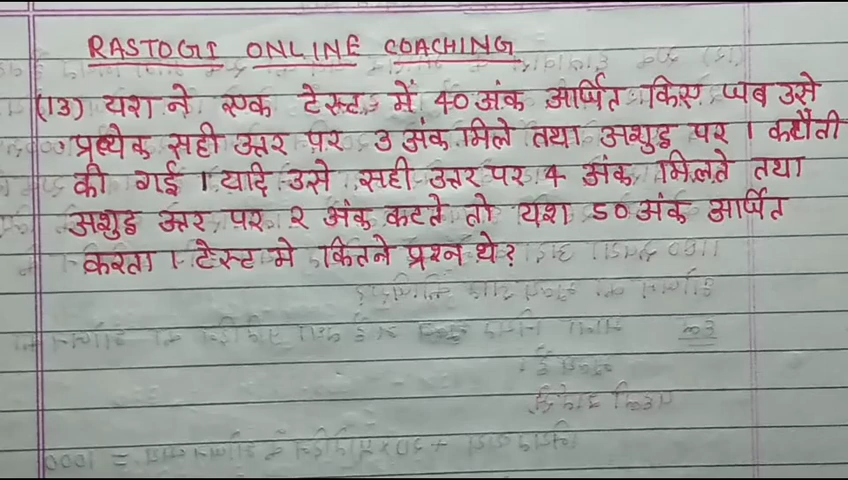 RASTOGI ONLINE COACHING
(13) यश ने एक टेस्ट में 40 अंक अर्जित किए जब उसे
प्रत्येक सही उत्तर पर 3 अंक मिले तथा अशुद्ध पर 1 कटौती
की गई। यदि उसे सही उत्तर पर 4 अंक मिलते तथा
अशुद्ध उत्तर पर 2 अंक कटते तो यश 50 अंक अर्जित
करता। टेस्ट मे कितने प्रश्न थे?